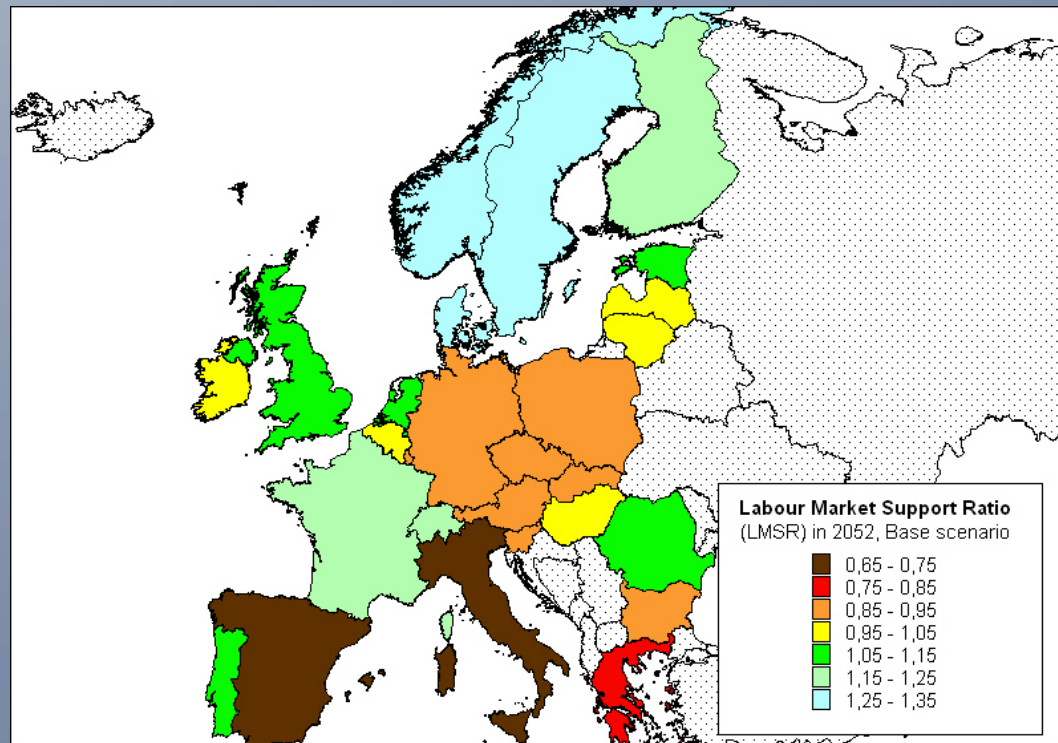 Labour Market Support Ratio
(LMSR) in 2052, Base scenario
0,65 - 0,75
0,75 - 0,85
0,85 - 0,95
0,95 - 1,05
1,05 - 1,15
1,15 - 1,25
1,25 - 1,35